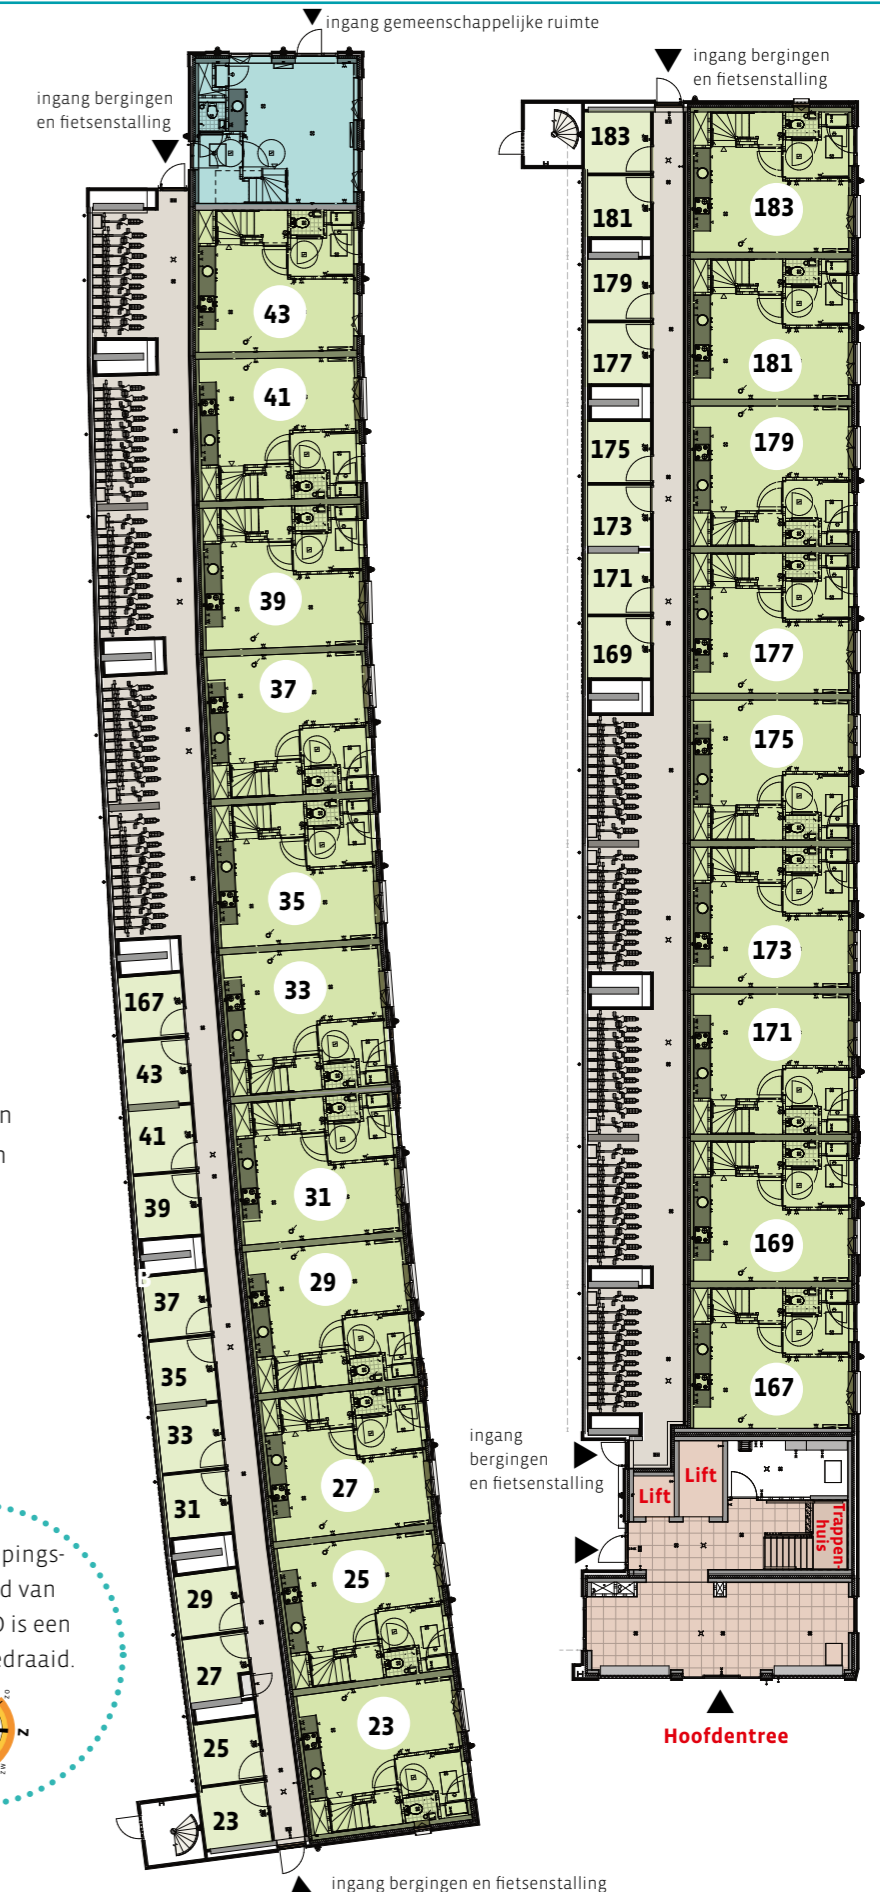 ingang gemeenschappelijke ruimte
ingang bergingen
en fietsenstalling
ingang bergingen
en fietsenstalling
43
41
39
37
35
33
31
29
27
25
23
167
43
41
39
37
35
33
31
29
27
25
23
183
181
179
177
175
173
171
169
183
181
179
177
175
173
171
169
167
ingang
bergingen
en fietsenstalling
Lift
Lift
Trappen-
huis
Hoofdentree
ingang bergingen en fietsenstalling
n
n
B
pings-
d van
D is een
edraaid.
ZO
Z
ZW